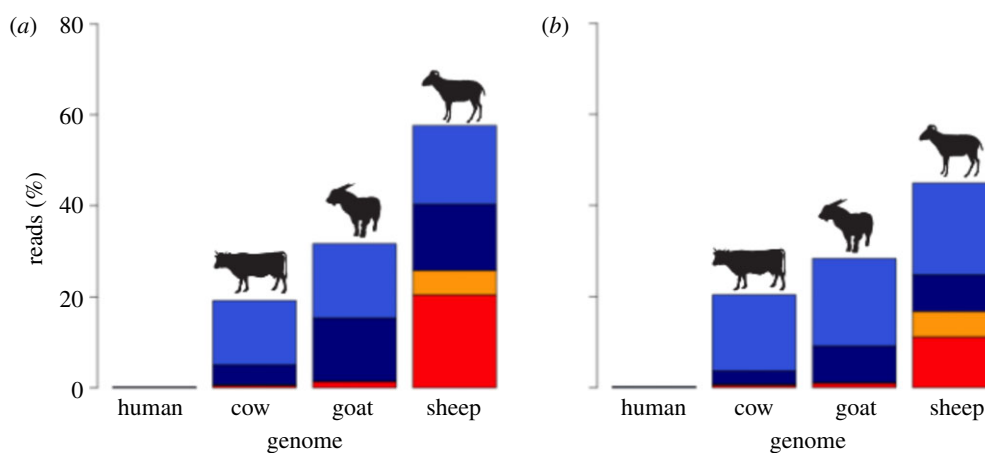 (a)
80
60
40
20
0
reads (%)
human cow goat sheep
genome
(b)
human cow goat sheep
genome